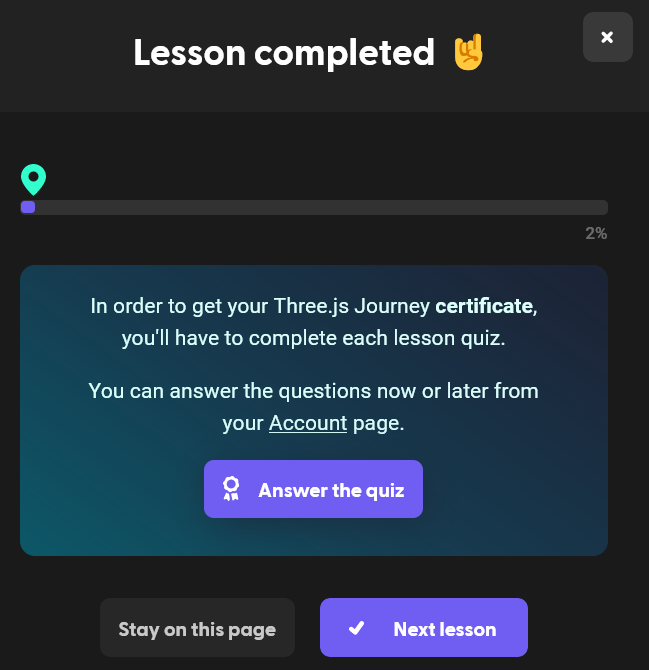 Lesson completed 🤘
2%
In order to get your Three.js Journey certificate,
you'll have to complete each lesson quiz.
You can answer the questions now or later from
your Account page.
Answer the quiz
Stay on this page
Next lesson